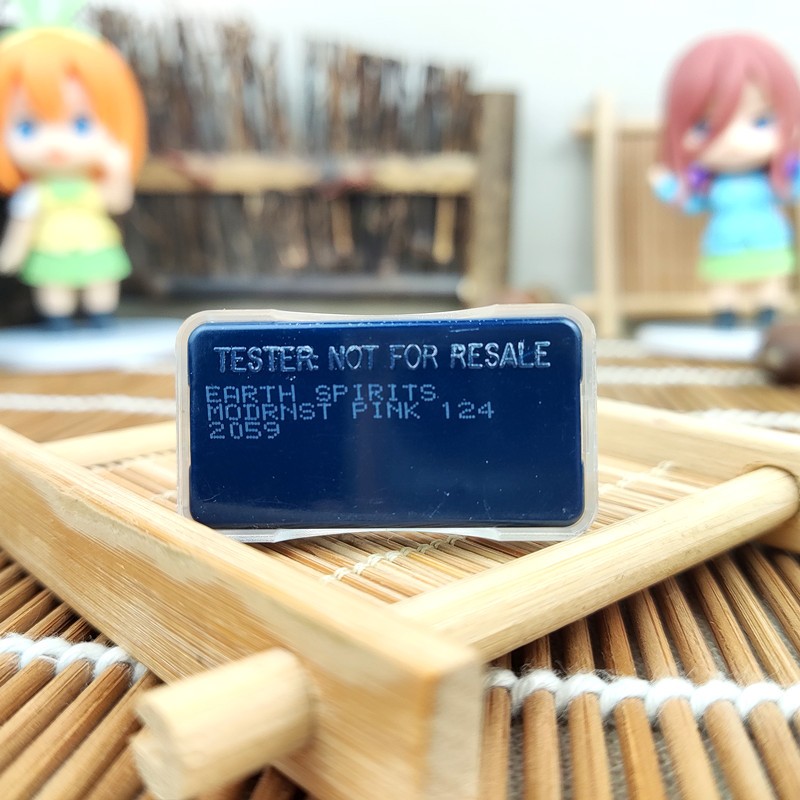 TESTER: NOT FOR RESALE
EARTH SPIRITS
MODRNST PINK 124
2059